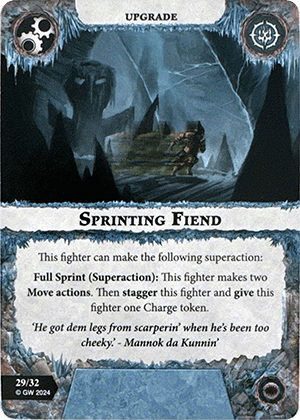 UPGRADE
SPRINTING FIEND
This fighter can make the following superaction:
Full Sprint (Superaction): This fighter makes two
Move actions. Then stagger this fighter and give this
fighter one Charge token.
'He got dem legs from scarperin' when he's been too
cheeky.' - Mannok da Kunnin'
29/32
© GW 2024